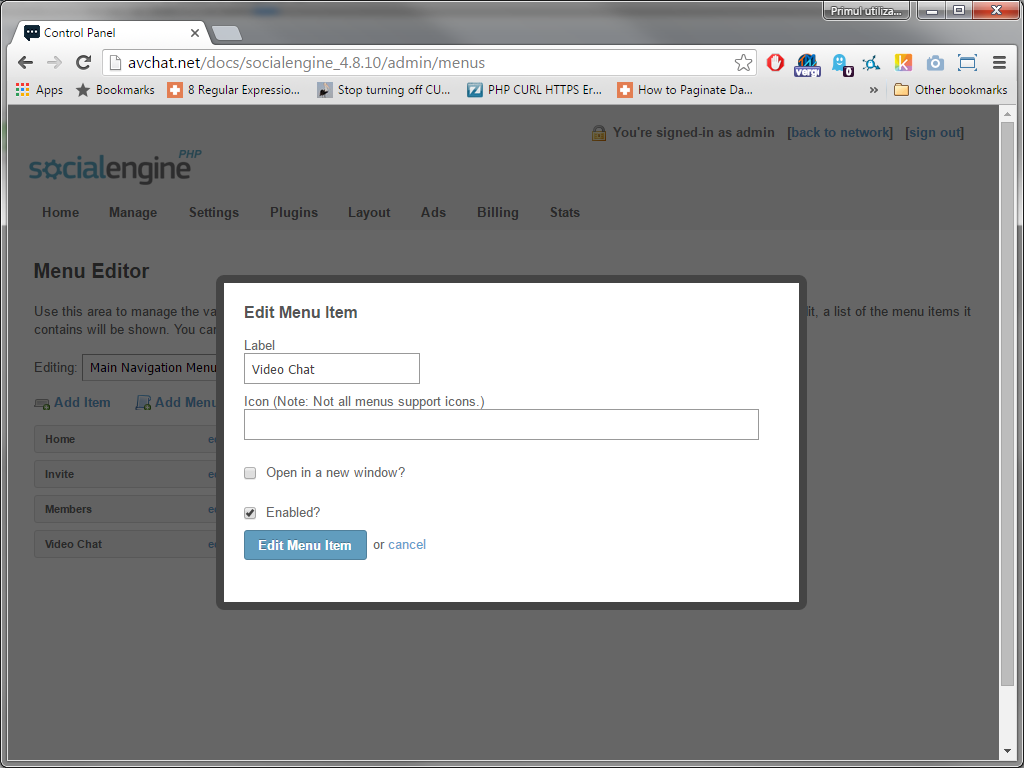 Primul utiliza...
Control Panel
avchat.net/docs/socialengine_4.8.10/admin/menus
vergi
0
Apps Bookmarks 8 Regular Expressio... Stop turning off CU... PHP CURL HTTPS Er... How to Paginate Da... » Other bookmarks
You're signed-in as admin [back to network] [sign out]
socialengine PHP
Home Manage Settings Plugins Layout Ads Billing Stats
Menu Editor
Use this area to manage the va
lit, a list of the menu items it
contains will be shown. You car
Editing: Main Navigation Menu
Add Item Add Menu
Home
Invite
Members
Video Chat
Edit Menu Item
Label
Video Chat
Icon (Note: Not all menus support icons.)
Open in a new window?
Enabled?
Edit Menu Item or cancel